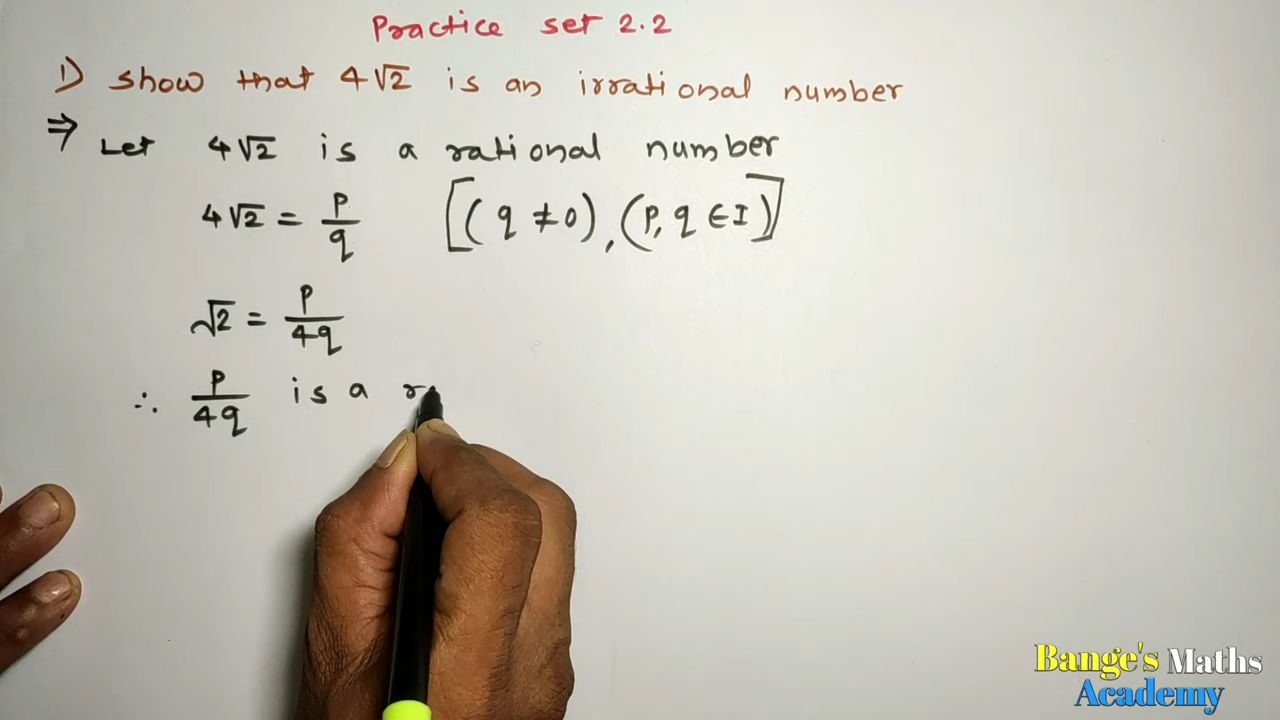 Practice set 2.2
1) show that 4√2 is an irrational number
⇒ Let 4√2 is a rational number
4√2 = p/q [(q ≠ 0), (p, q ∈ I)]
√2 = p/4q
∴ p/4q is a r
Bange's Maths
Academy